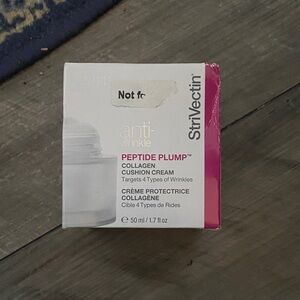 Not fo
StriVectin
anti-
wrinkle
PEPTIDE PLUMP™
COLLAGEN
CUSHION CREAM
Targets 4 Types of Wrinkles
CRÈME PROTECTRICE
COLLAGÈNE
Cible 4 Types de Rides
℮ 50 ml / 1.7 fl oz